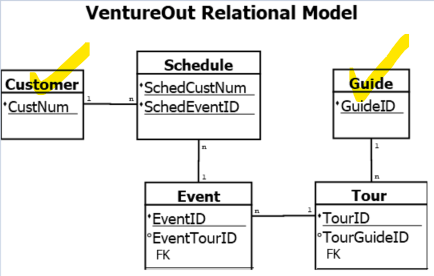 VentureOut Relational Model
Customer
CustNum
1
n
Schedule
SchedCustNum
SchedEventID
n
1
Guide
GuideID
1
n
Event
EventID
EventTourID
FK
n
1
Tour
TourID
TourGuideID
FK